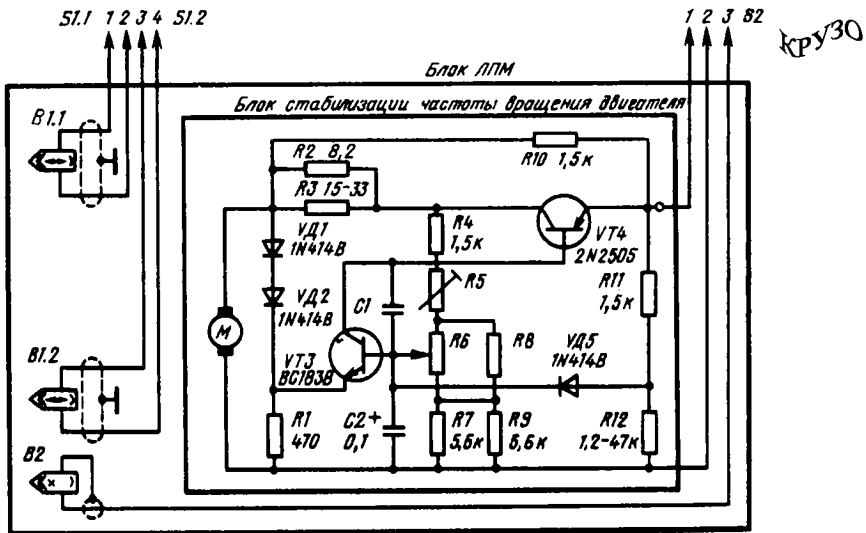 S1.1 1 2 3 4 S1.2
1 2 3 B2
КРУЗО
Блок ЛПМ
Блок стабилизации частоты вращения двигателя
B1.1
R10 1,5к
R2 8,2
R3 15-33
R4
1,5к
VT4
2N2505
VД1
1N414B
R5
R11
1,5к
VД2
1N414B
C1
M
R6
R8
VД5
1N414B
VT3
BC183B
B1.2
R1
470
C2+
0,1
R7
5,6к
R9
5,6к
R12
1,2-47к
B2